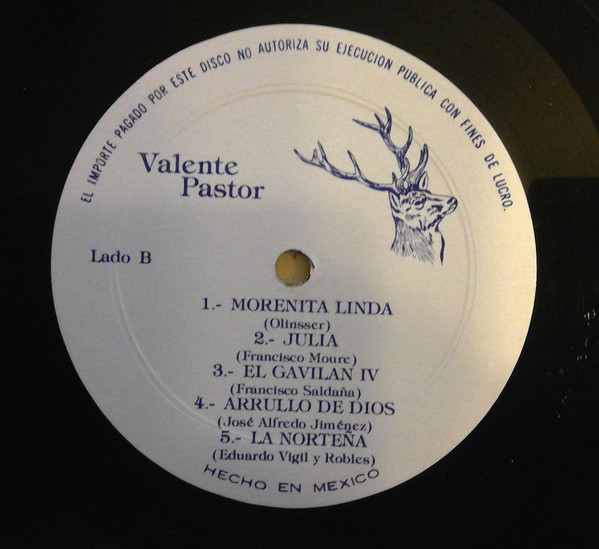 EL IMPORTE PAGADO POR ESTE DISCO NO AUTORIZA SU EJECUCION PUBLICA CON FINES DE LUCRO.
Valente
Pastor
Lado B
1.- MORENITA LINDA
(Olinsser)
2.- JULIA
(Francisco Moure)
3.- EL GAVILAN IV
(Francisco Saldaña)
4.- ARRULLO DE DIOS
(José Alfredo Jiménez)
5.- LA NORTEÑA
(Eduardo Vigil y Robles)
HECHO EN MEXICO